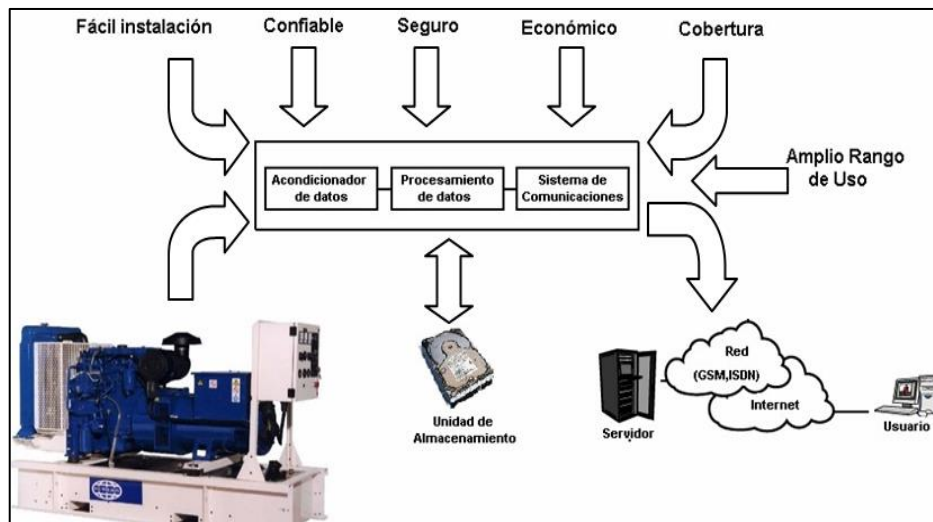 Fácil instalación
Confiable
Seguro
Económico
Cobertura
Amplio Rango
de Uso
Acondicionador
de datos
Procesamiento
de datos
Sistema de
Comunicaciones
Unidad de
Almacenamiento
Servidor
Red
(GSM,ISDN)
Internet
Usuario